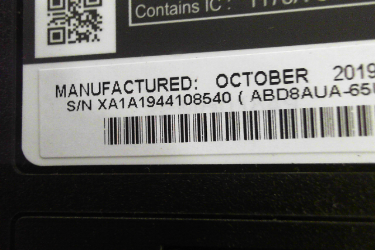 Contains IC :
MANUFACTURED: OCTOBER 2019
S/N XA1A1944108540 ( ABD8AUA-65